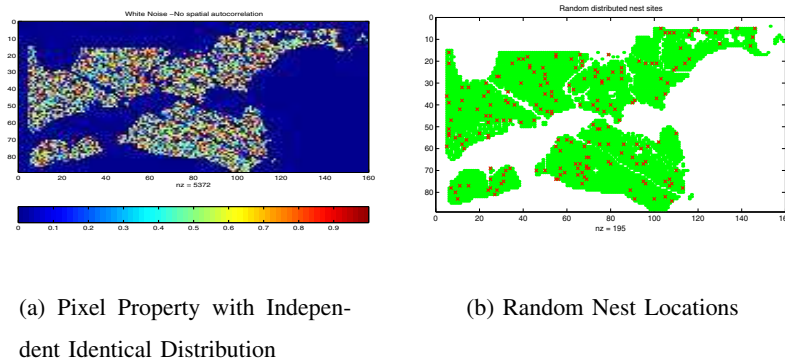 White Noise –No spatial autocorrelation
0
10
20
30
40
50
60
70
80
0 20 40 60 80 100 120 140 160
nz = 5372
0 0.1 0.2 0.3 0.4 0.5 0.6 0.7 0.8 0.9
(a) Pixel Property with Indepen-
dent Identical Distribution
Random distributed nest sites
0
10
20
30
40
50
60
70
80
0 20 40 60 80 100 120 140 160
nz = 195
(b) Random Nest Locations